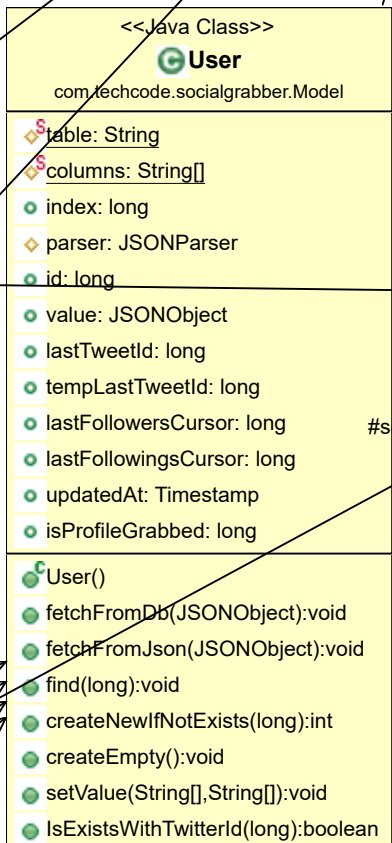 <<Java Class>>
C User
com.techcode.socialgrabber.Model
S table: String
S columns: String[]
index: long
parser: JSONParser
id: long
value: JSONObject
lastTweetId: long
tempLastTweetId: long
lastFollowersCursor: long
#s
lastFollowingsCursor: long
updatedAt: Timestamp
isProfileGrabbed: long
C User()
fetchFromDb(JSONObject):void
fetchFromJson(JSONObject):void
find(long):void
createNewIfNotExists(long):int
createEmpty():void
setValue(String[],String[]):void
IsExistsWithTwitterId(long):boolean